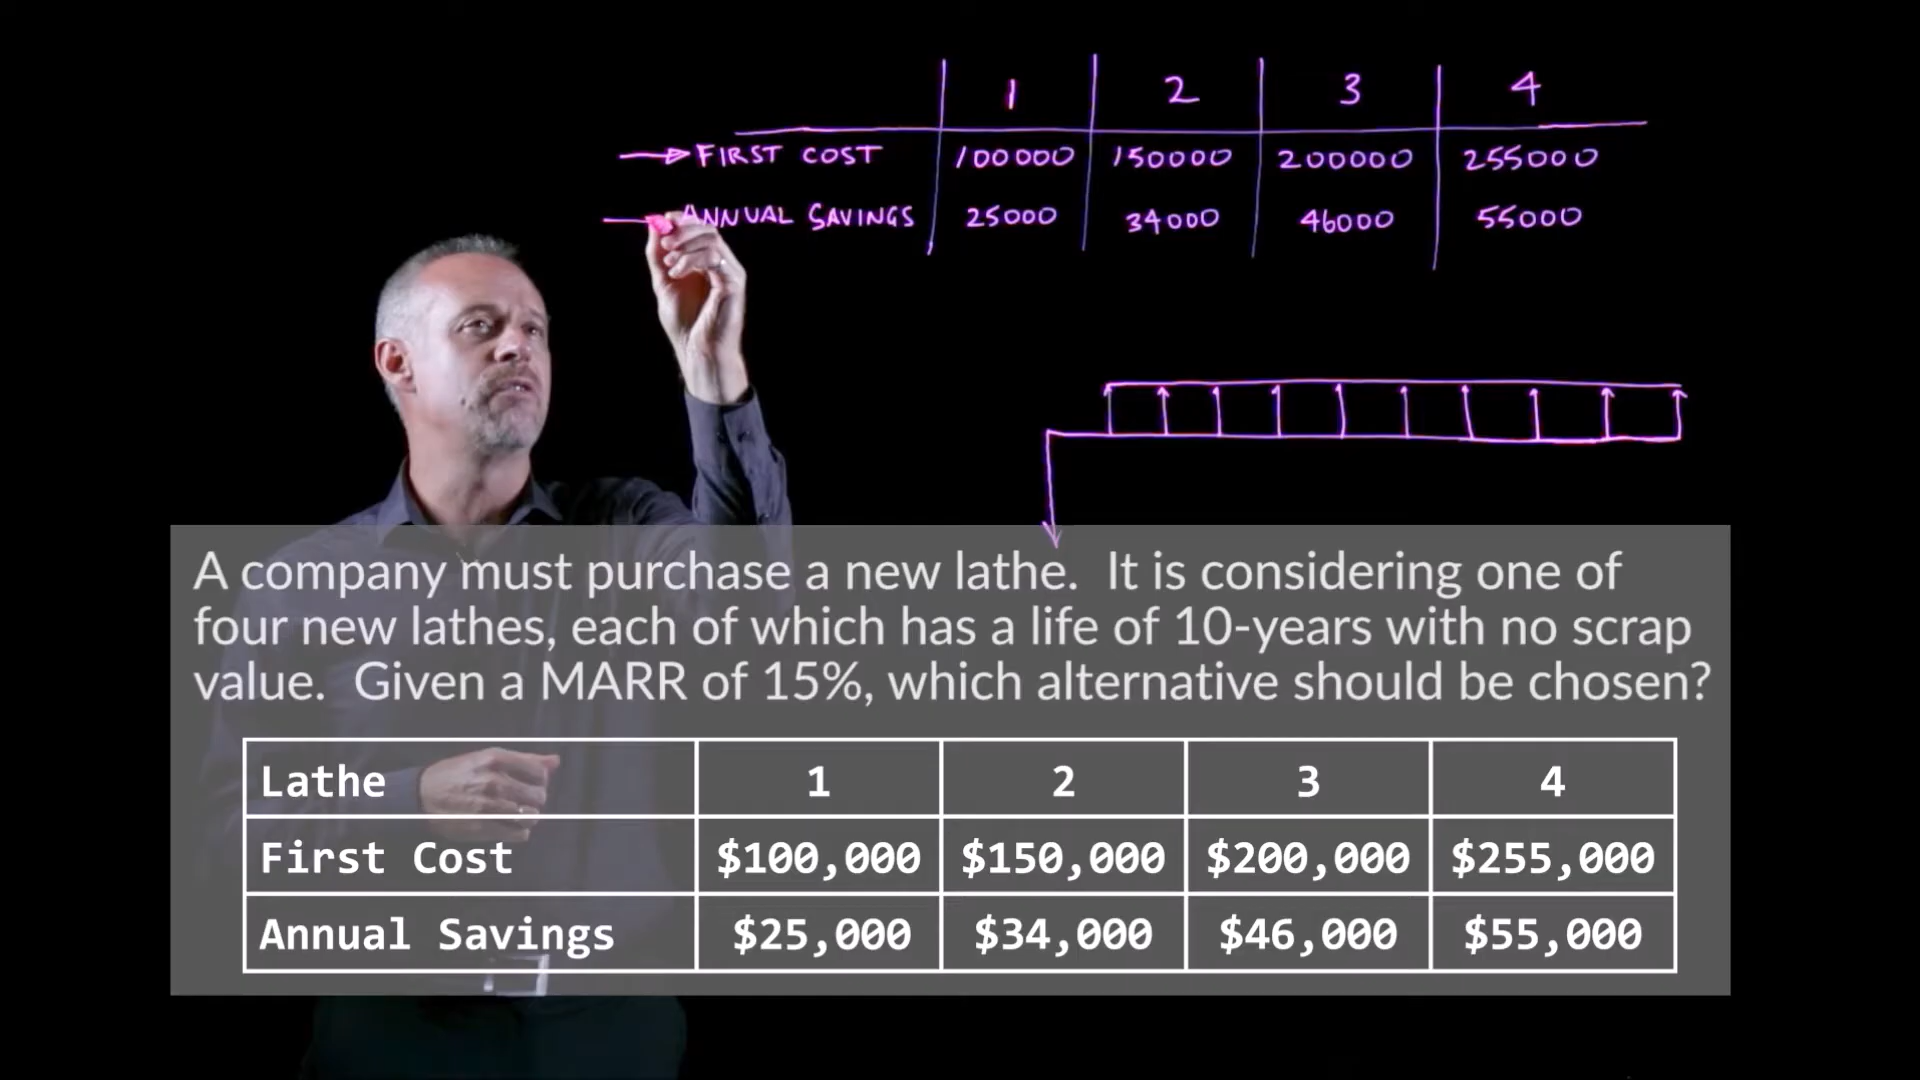 1 2 3 4
FIRST COST 100000 150000 200000 255000
ANNUAL SAVINGS 25000 34000 46000 55000
A company must purchase a new lathe. It is considering one of
four new lathes, each of which has a life of 10-years with no scrap
value. Given a MARR of 15%, which alternative should be chosen?
Lathe 1 2 3 4
First Cost $100,000 $150,000 $200,000 $255,000
Annual Savings $25,000 $34,000 $46,000 $55,000